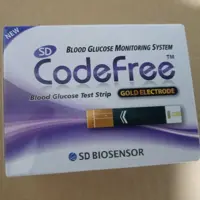 NEW
SD
BLOOD GLUCOSE MONITORING SYSTEM
CodeFree™
Blood Glucose Test Strip GOLD ELECTRODE
SD BIOSENSOR